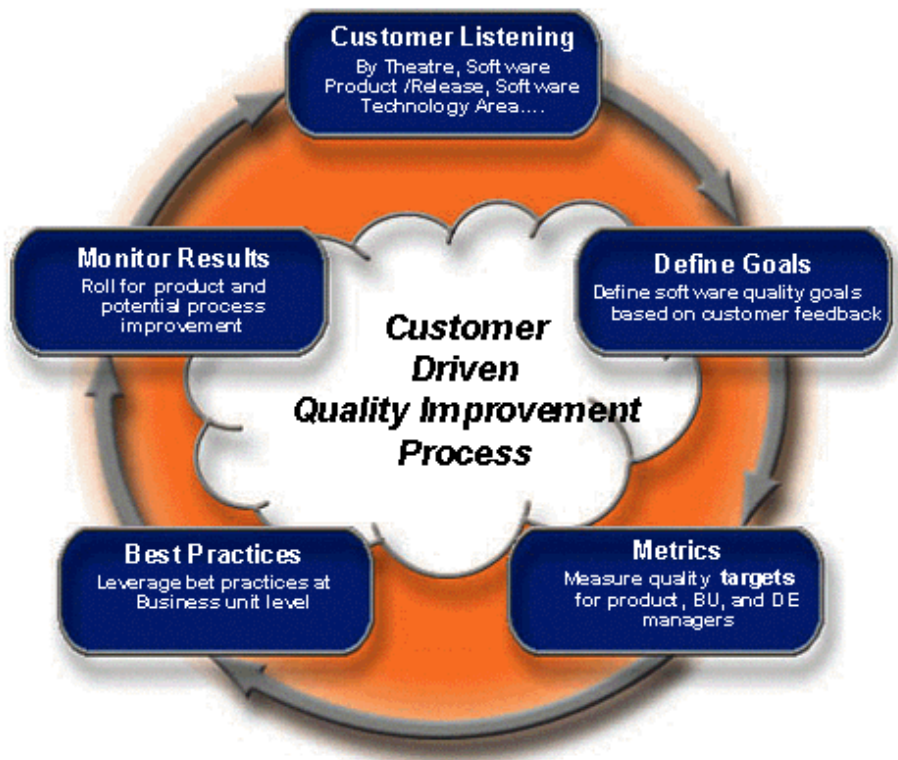 Customer Listening
By Theatre, Software
Product /Release, Software
Technology Area....
Define Goals
Define software quality goals
based on customer feedback
Metrics
Measure quality targets
for product, BU, and DE
managers
Best Practices
Leverage bet practices at
Business unit level
Monitor Results
Roll for product and
potential process
improvement
Customer
Driven
Quality Improvement
Process